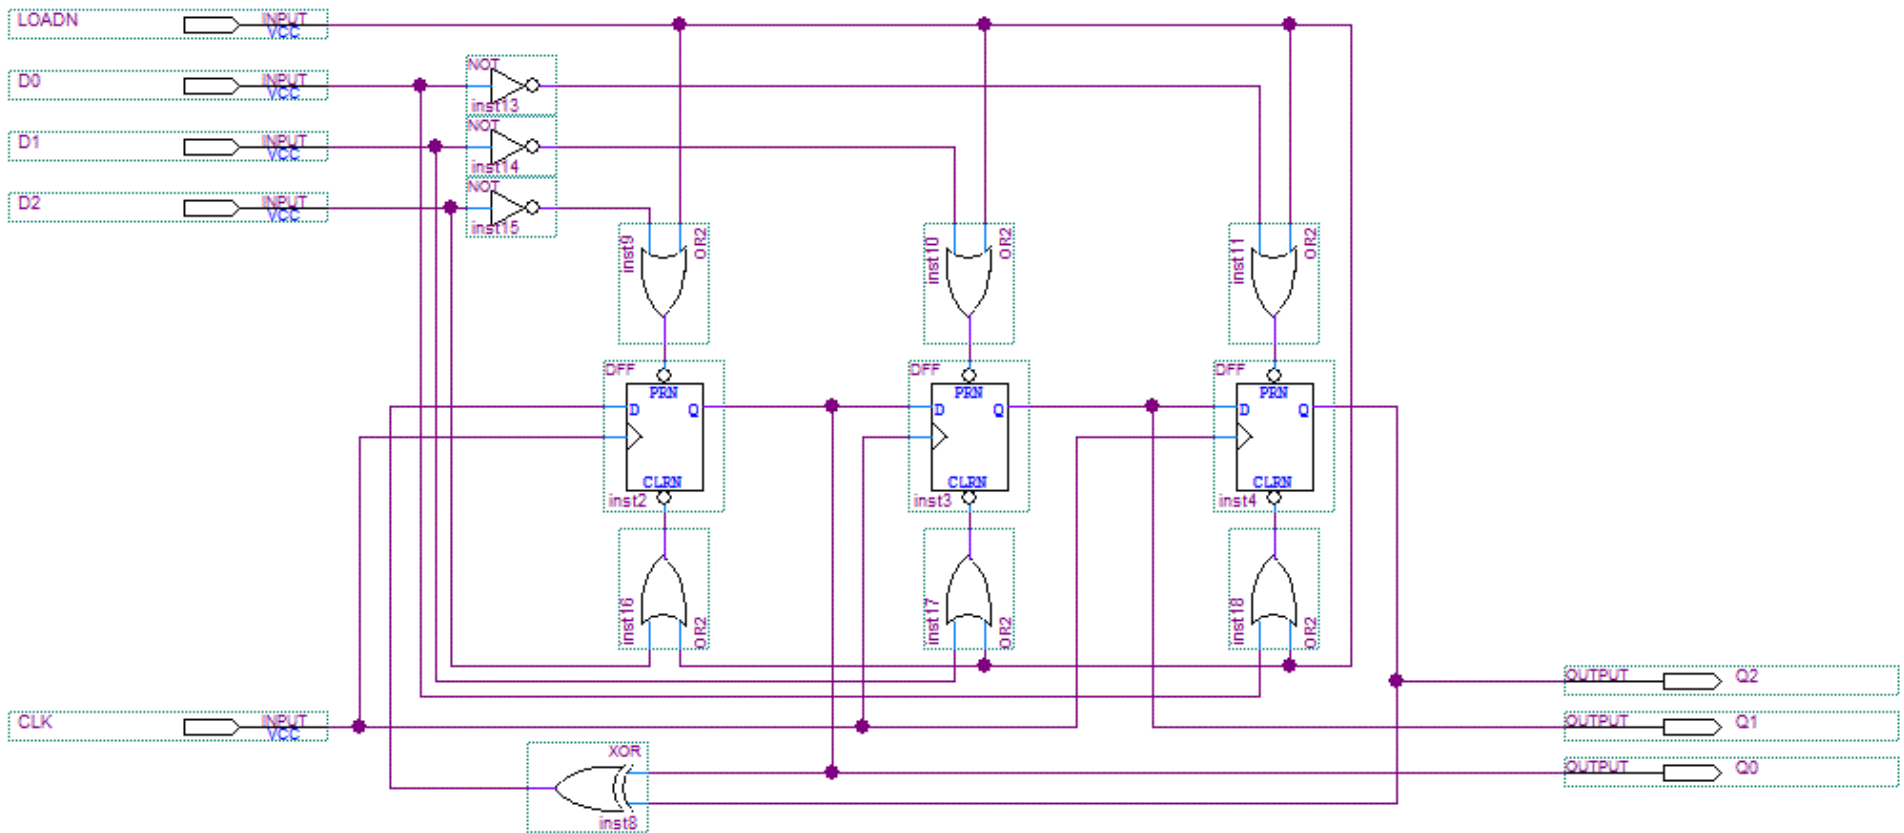 LOADN INPUT VCC
D0 INPUT VCC
NOT inst13
D1 INPUT VCC
NOT inst14
D2 INPUT VCC
NOT inst15
inst9 OR2
inst10 OR2
inst11 OR2
DFF PRN D Q CLRN inst2
DFF PRN D Q CLRN inst3
DFF PRN D Q CLRN inst4
inst16 OR2
inst17 OR2
inst18 OR2
OUTPUT Q2
CLK INPUT VCC
OUTPUT Q1
XOR
inst8
OUTPUT Q0